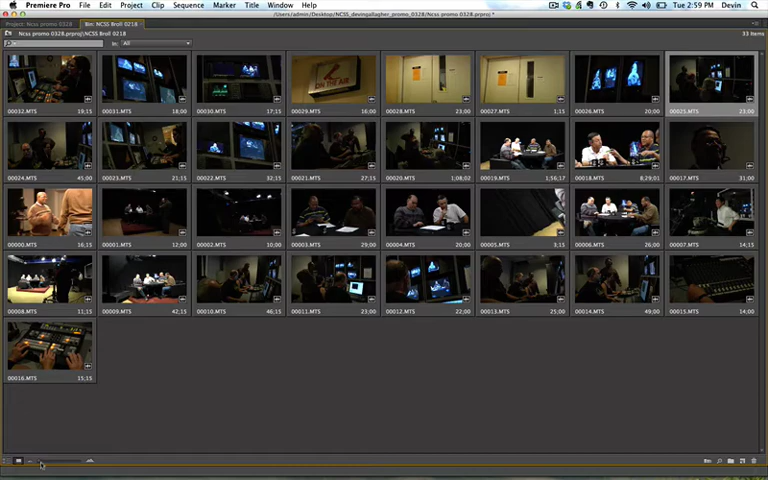 Premiere Pro File Edit Project Clip Sequence Marker Title Window Help Tue 2:59 PM Devin
/Users/admin/Desktop/NCSS_devingallagher_promo_0328/Ncss promo 0328.prproj *
Project: Ncss promo 0328 Bin: NCSS Broll 0218
Ncss promo 0328.prproj\NCSS Broll 0218 33 Items
In: All
ON THE AIR
00032.MTS 19;15 00031.MTS 18;00 00030.MTS 17;15 00029.MTS 16;00 00028.MTS 23;00 00027.MTS 1;15 00026.MTS 20;00 00025.MTS 23;00
00024.MTS 45;00 00023.MTS 21;15 00022.MTS 32;15 00021.MTS 27;15 00020.MTS 1;08;02 00019.MTS 1;56;17 00018.MTS 8;29;01 00017.MTS 31;00
00000.MTS 16;15 00001.MTS 12;00 00002.MTS 10;00 00003.MTS 29;00 00004.MTS 20;00 00005.MTS 3;15 00006.MTS 26;00 00007.MTS 14;15
00008.MTS 11;15 00009.MTS 42;15 00010.MTS 46;15 00011.MTS 23;00 00012.MTS 22;00 00013.MTS 25;00 00014.MTS 49;00 00015.MTS 14;00
00016.MTS 15;15